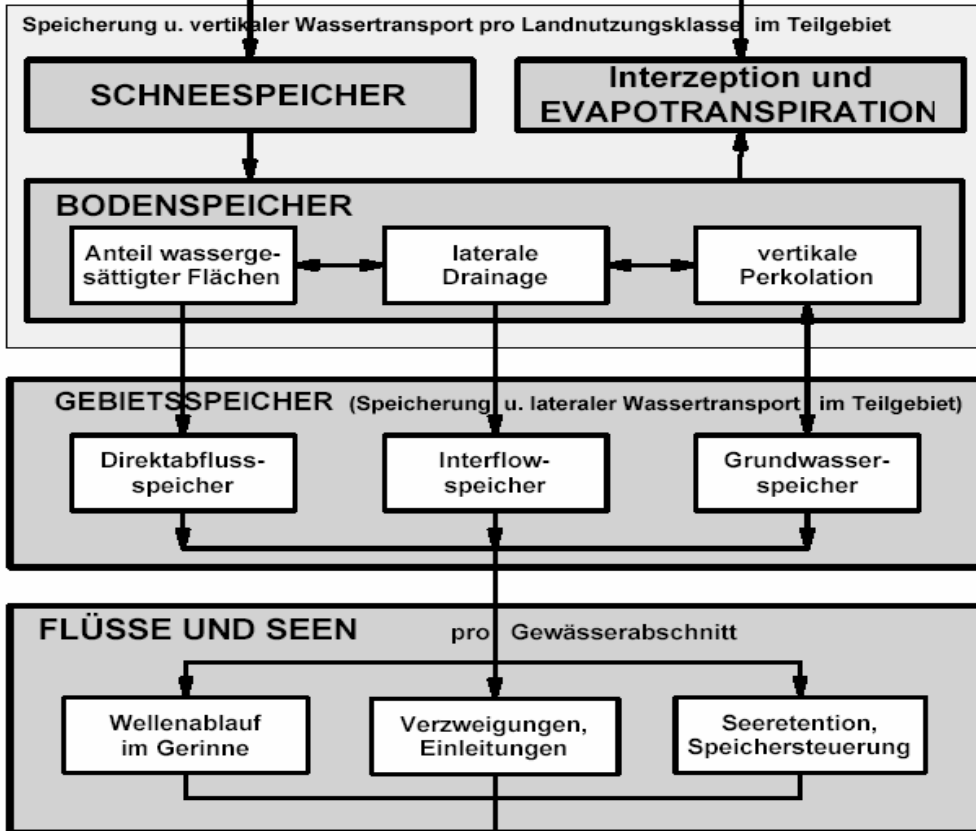 Speicherung u. vertikaler Wassertransport pro Landnutzungsklasse im Teilgebiet
SCHNEESPEICHER
Interzeption und
EVAPOTRANSPIRATION
BODENSPEICHER
Anteil wasserge-
sättigter Flächen
laterale
Drainage
vertikale
Perkolation
GEBIETSSPEICHER (Speicherung u. lateraler Wassertransport im Teilgebiet)
Direktabfluss-
speicher
Interflow-
speicher
Grundwasser-
speicher
FLÜSSE UND SEEN pro Gewässerabschnitt
Wellenablauf
im Gerinne
Verzweigungen,
Einleitungen
Seeretention,
Speichersteuerung